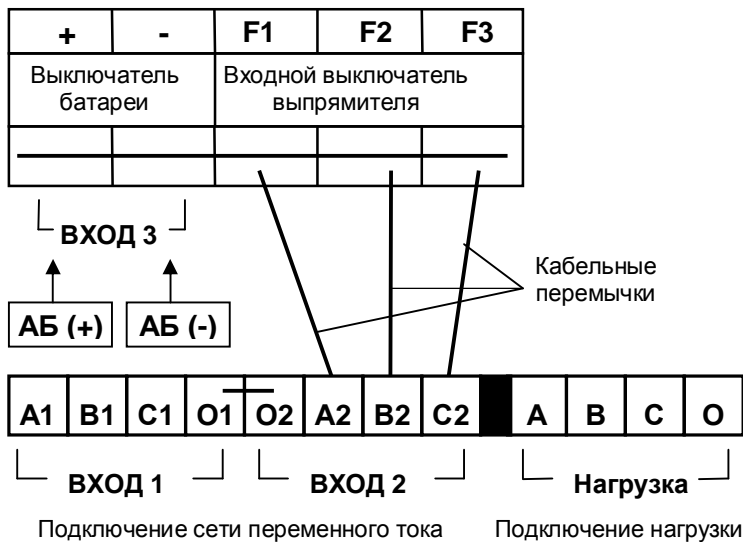 + - F1 F2 F3
Выключатель батареи
Входной выключатель выпрямителя
ВХОД 3
Кабельные перемычки
АБ (+) АБ (-)
A1 B1 C1 O1 O2 A2 B2 C2 A B C O
ВХОД 1 ВХОД 2 Нагрузка
Подключение сети переменного тока Подключение нагрузки